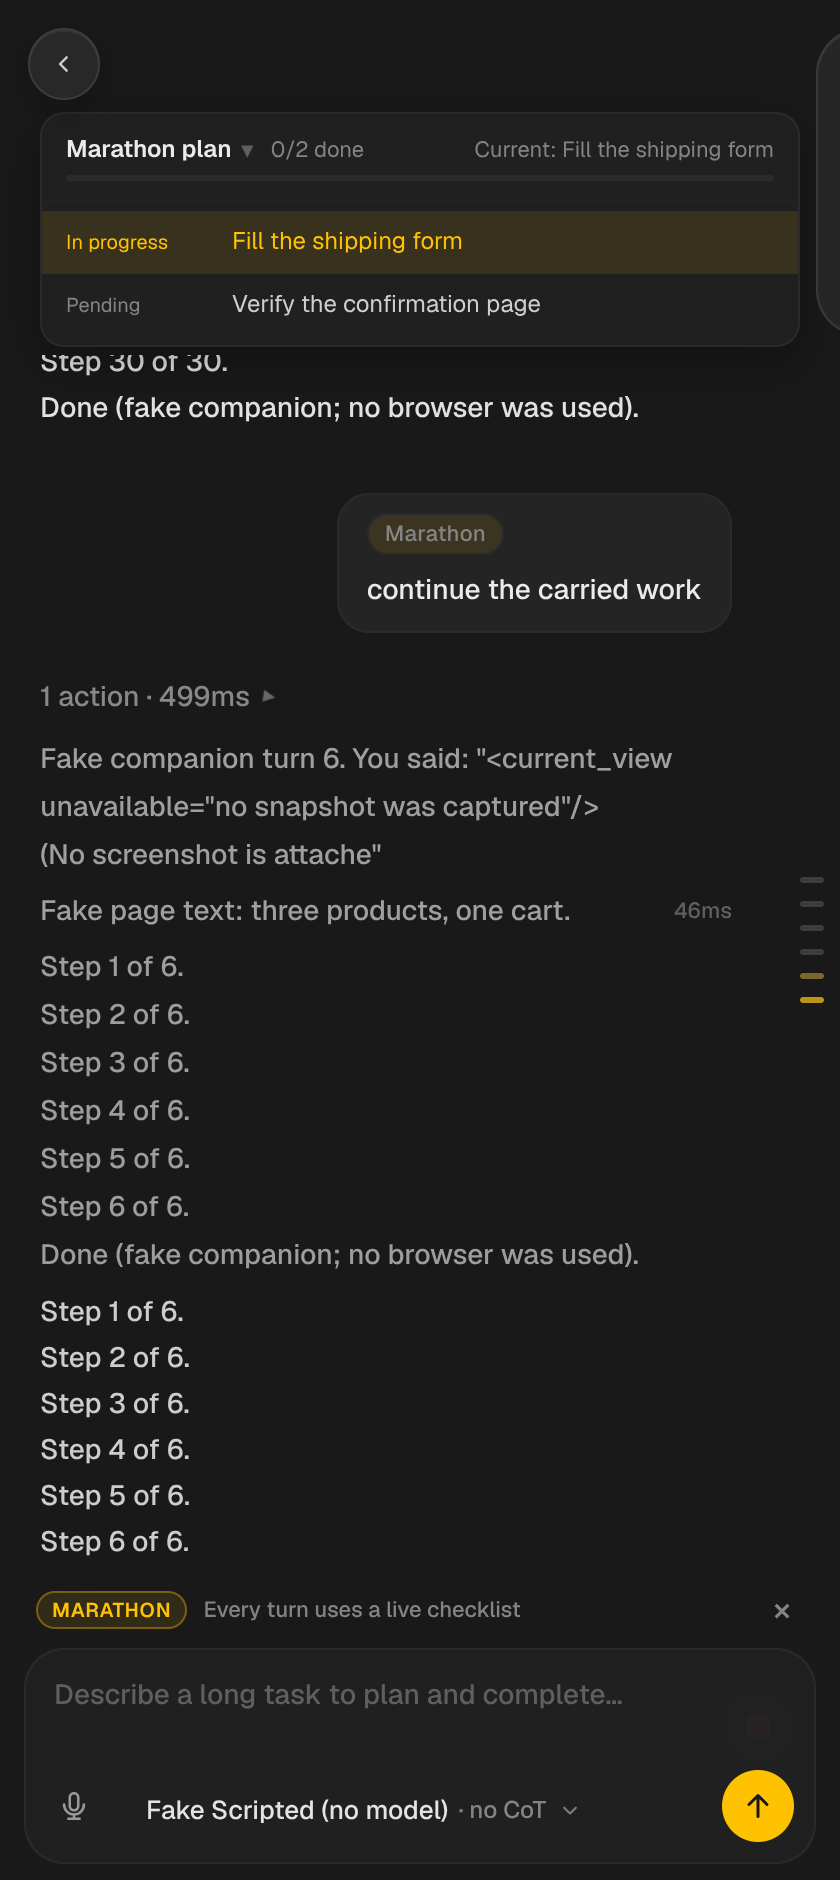 Marathon plan ▼ 0/2 done Current: Fill the shipping form
In progress Fill the shipping form
Pending Verify the confirmation page
Step 30 of 30.
Done (fake companion; no browser was used).
Marathon
continue the carried work
1 action · 499ms ▶
Fake companion turn 6. You said: "<current_view
unavailable="no snapshot was captured"/>
(No screenshot is attache"
Fake page text: three products, one cart. 46ms
Step 1 of 6.
Step 2 of 6.
Step 3 of 6.
Step 4 of 6.
Step 5 of 6.
Step 6 of 6.
Done (fake companion; no browser was used).
Step 1 of 6.
Step 2 of 6.
Step 3 of 6.
Step 4 of 6.
Step 5 of 6.
Step 6 of 6.
MARATHON Every turn uses a live checklist ×
Describe a long task to plan and complete...
Fake Scripted (no model) · no CoT